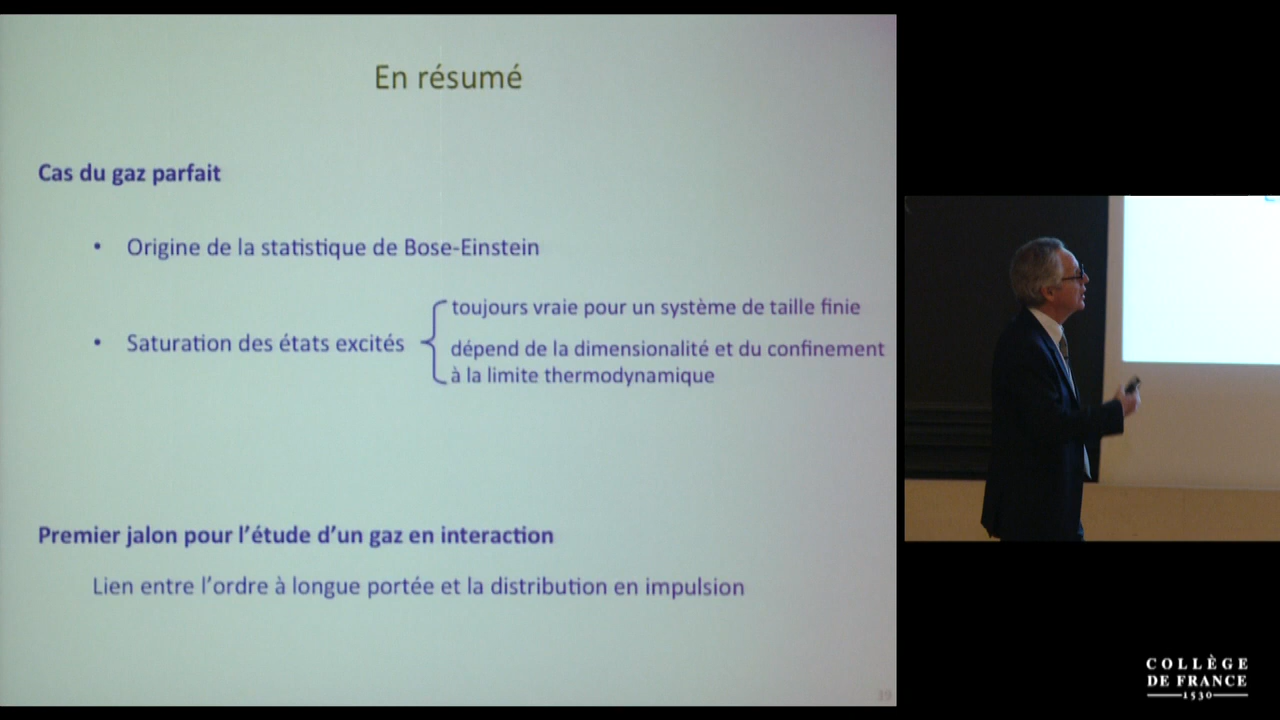 En résumé
Cas du gaz parfait
• Origine de la statistique de Bose-Einstein
• Saturation des états excités
toujours vraie pour un système de taille finie
dépend de la dimensionalité et du confinement
à la limite thermodynamique
Premier jalon pour l'étude d'un gaz en interaction
Lien entre l'ordre à longue portée et la distribution en impulsion
39
COLLÈGE
DE FRANCE
1530